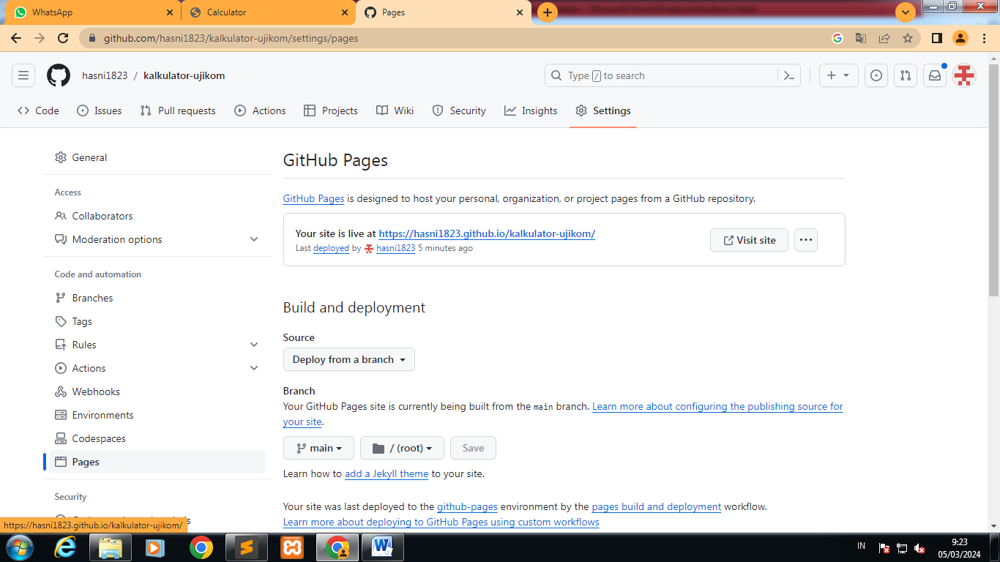 WhatsApp
Calculator
Pages
github.com/hasni1823/kalkulator-ujikom/settings/pages
hasni1823 / kalkulator-ujikom
Type / to search
Code
Issues
Pull requests
Actions
Projects
Wiki
Security
Insights
Settings
General
Access
Collaborators
Moderation options
Code and automation
Branches
Tags
Rules
Actions
Webhooks
Environments
Codespaces
Pages
Security
GitHub Pages
GitHub Pages is designed to host your personal, organization, or project pages from a GitHub repository.
Your site is live at https://hasni1823.github.io/kalkulator-ujikom/
Last deployed by hasni1823 5 minutes ago
Visit site
Build and deployment
Source
Deploy from a branch
Branch
Your GitHub Pages site is currently being built from the main branch. Learn more about configuring the publishing source for
your site.
main
/ (root)
Save
Learn how to add a Jekyll theme to your site.
Your site was last deployed to the github-pages environment by the pages build and deployment workflow.
Learn more about deploying to GitHub Pages using custom workflows
https://hasni1823.github.io/kalkulator-ujikom/
IN
9:23
05/03/2024